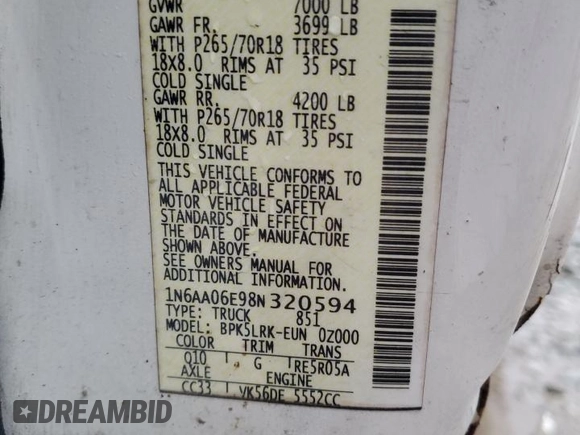 GVWR 7000 LB
GAWR FR. 3699 LB
WITH P265/70R18 TIRES
18X8.0 RIMS AT 35 PSI
COLD SINGLE
GAWR RR. 4200 LB
WITH P265/70R18 TIRES
18X8.0 RIMS AT 35 PSI
COLD SINGLE
THIS VEHICLE CONFORMS TO
ALL APPLICABLE FEDERAL
MOTOR VEHICLE SAFETY
STANDARDS IN EFFECT ON
THE DATE OF MANUFACTURE
SHOWN ABOVE.
SEE OWNERS MANUAL FOR
ADDITIONAL INFORMATION.
1N6AA06E98N320594
TYPE: TRUCK 851
MODEL: BPK5LRK-EUN 0Z000
COLOR TRIM TRANS
Q10 G RE5R05A
AXLE ENGINE
CC33 VK56DE 5552CC
DREAMBID